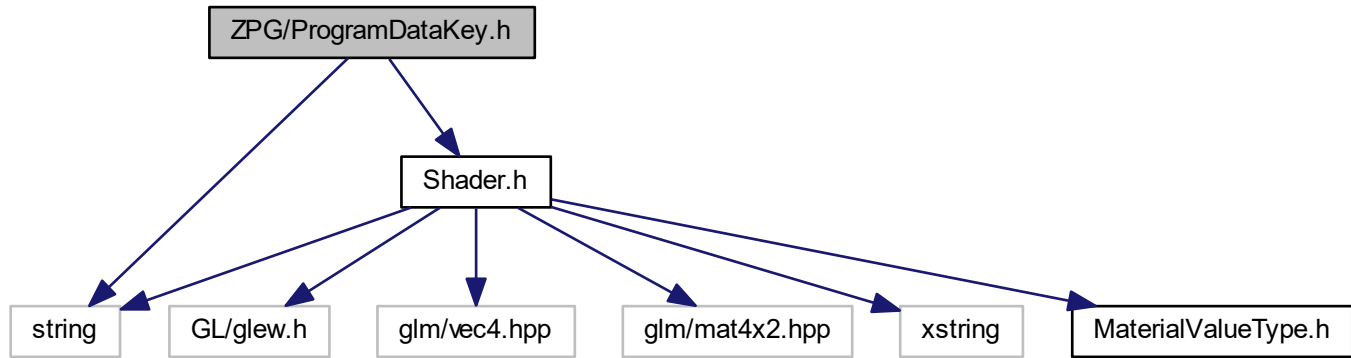 ZPG/ProgramDataKey.h
Shader.h
string
GL/glew.h
glm/vec4.hpp
glm/mat4x2.hpp
xstring
MaterialValueType.h